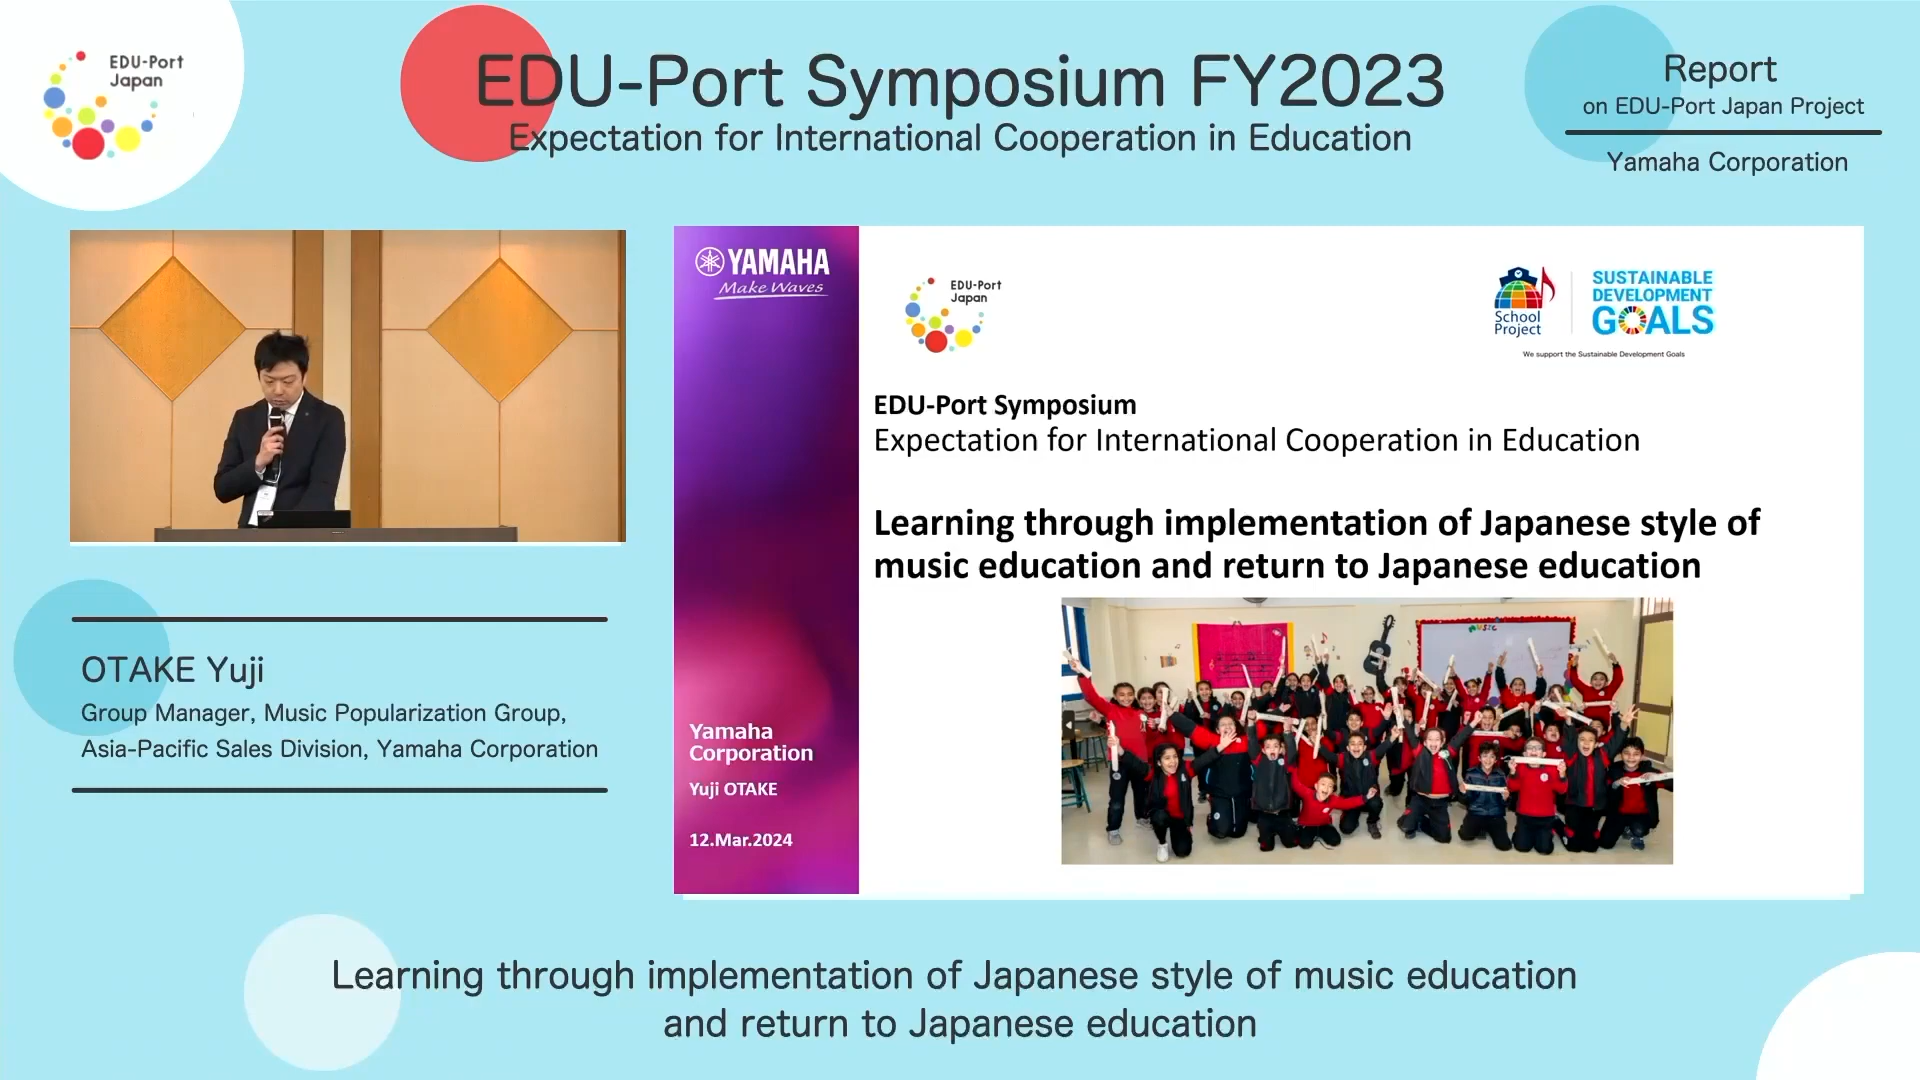 EDU-Port
Japan
EDU-Port Symposium FY2023
Expectation for International Cooperation in Education
Report
on EDU-Port Japan Project
Yamaha Corporation
YAMAHA
Make Waves
EDU-Port
Japan
School
Project
SUSTAINABLE
DEVELOPMENT
GOALS
We support the Sustainable Development Goals
EDU-Port Symposium
Expectation for International Cooperation in Education
Learning through implementation of Japanese style of
music education and return to Japanese education
MUSIC
Yamaha
Corporation
Yuji OTAKE
12.Mar.2024
OTAKE Yuji
Group Manager, Music Popularization Group,
Asia-Pacific Sales Division, Yamaha Corporation
Learning through implementation of Japanese style of music education
and return to Japanese education